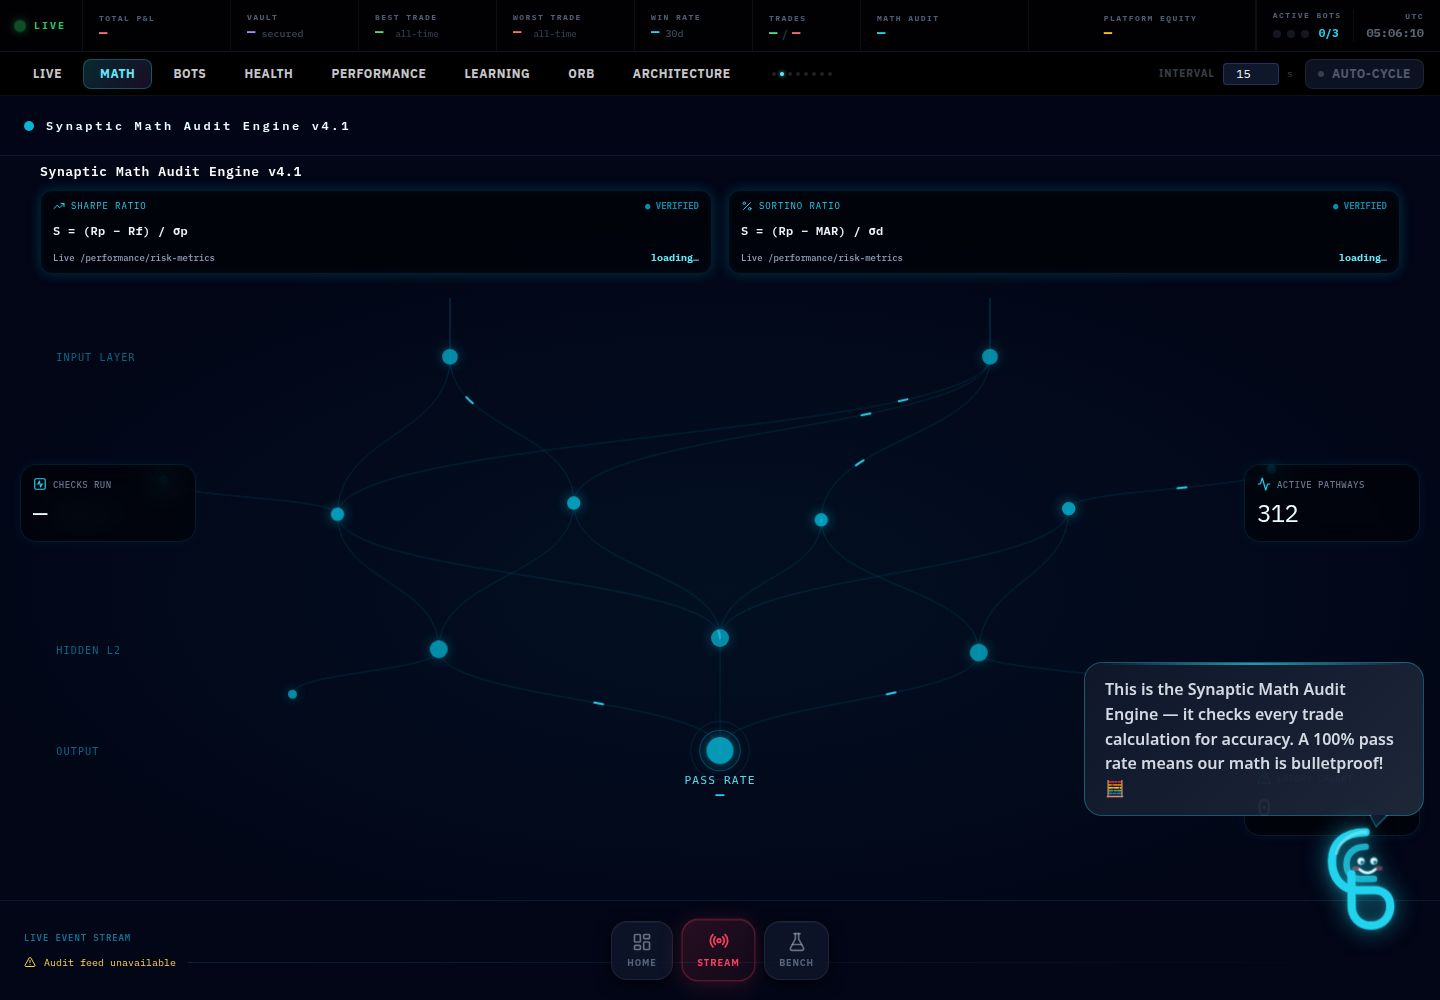 LIVE
TOTAL P&L
—
VAULT
— secured
BEST TRADE
— all-time
WORST TRADE
— all-time
WIN RATE
— 30d
TRADES
— / —
MATH AUDIT
—
PLATFORM EQUITY
—
ACTIVE BOTS
0/3
UTC
05:06:10
LIVE MATH BOTS HEALTH PERFORMANCE LEARNING ORB ARCHITECTURE
INTERVAL 15 s AUTO-CYCLE
Synaptic Math Audit Engine v4.1
Synaptic Math Audit Engine v4.1
SHARPE RATIO VERIFIED
S = (Rp − Rf) / σp
Live /performance/risk-metrics loading…
SORTINO RATIO VERIFIED
S = (Rp − MAR) / σd
Live /performance/risk-metrics loading…
INPUT LAYER
CHECKS RUN
—
ACTIVE PATHWAYS
312
HIDDEN L2
This is the Synaptic Math Audit
Engine — it checks every trade
calculation for accuracy. A 100% pass
rate means our math is bulletproof!
🧮
0
OUTPUT
PASS RATE
—
LIVE EVENT STREAM
Audit feed unavailable
HOME STREAM BENCH